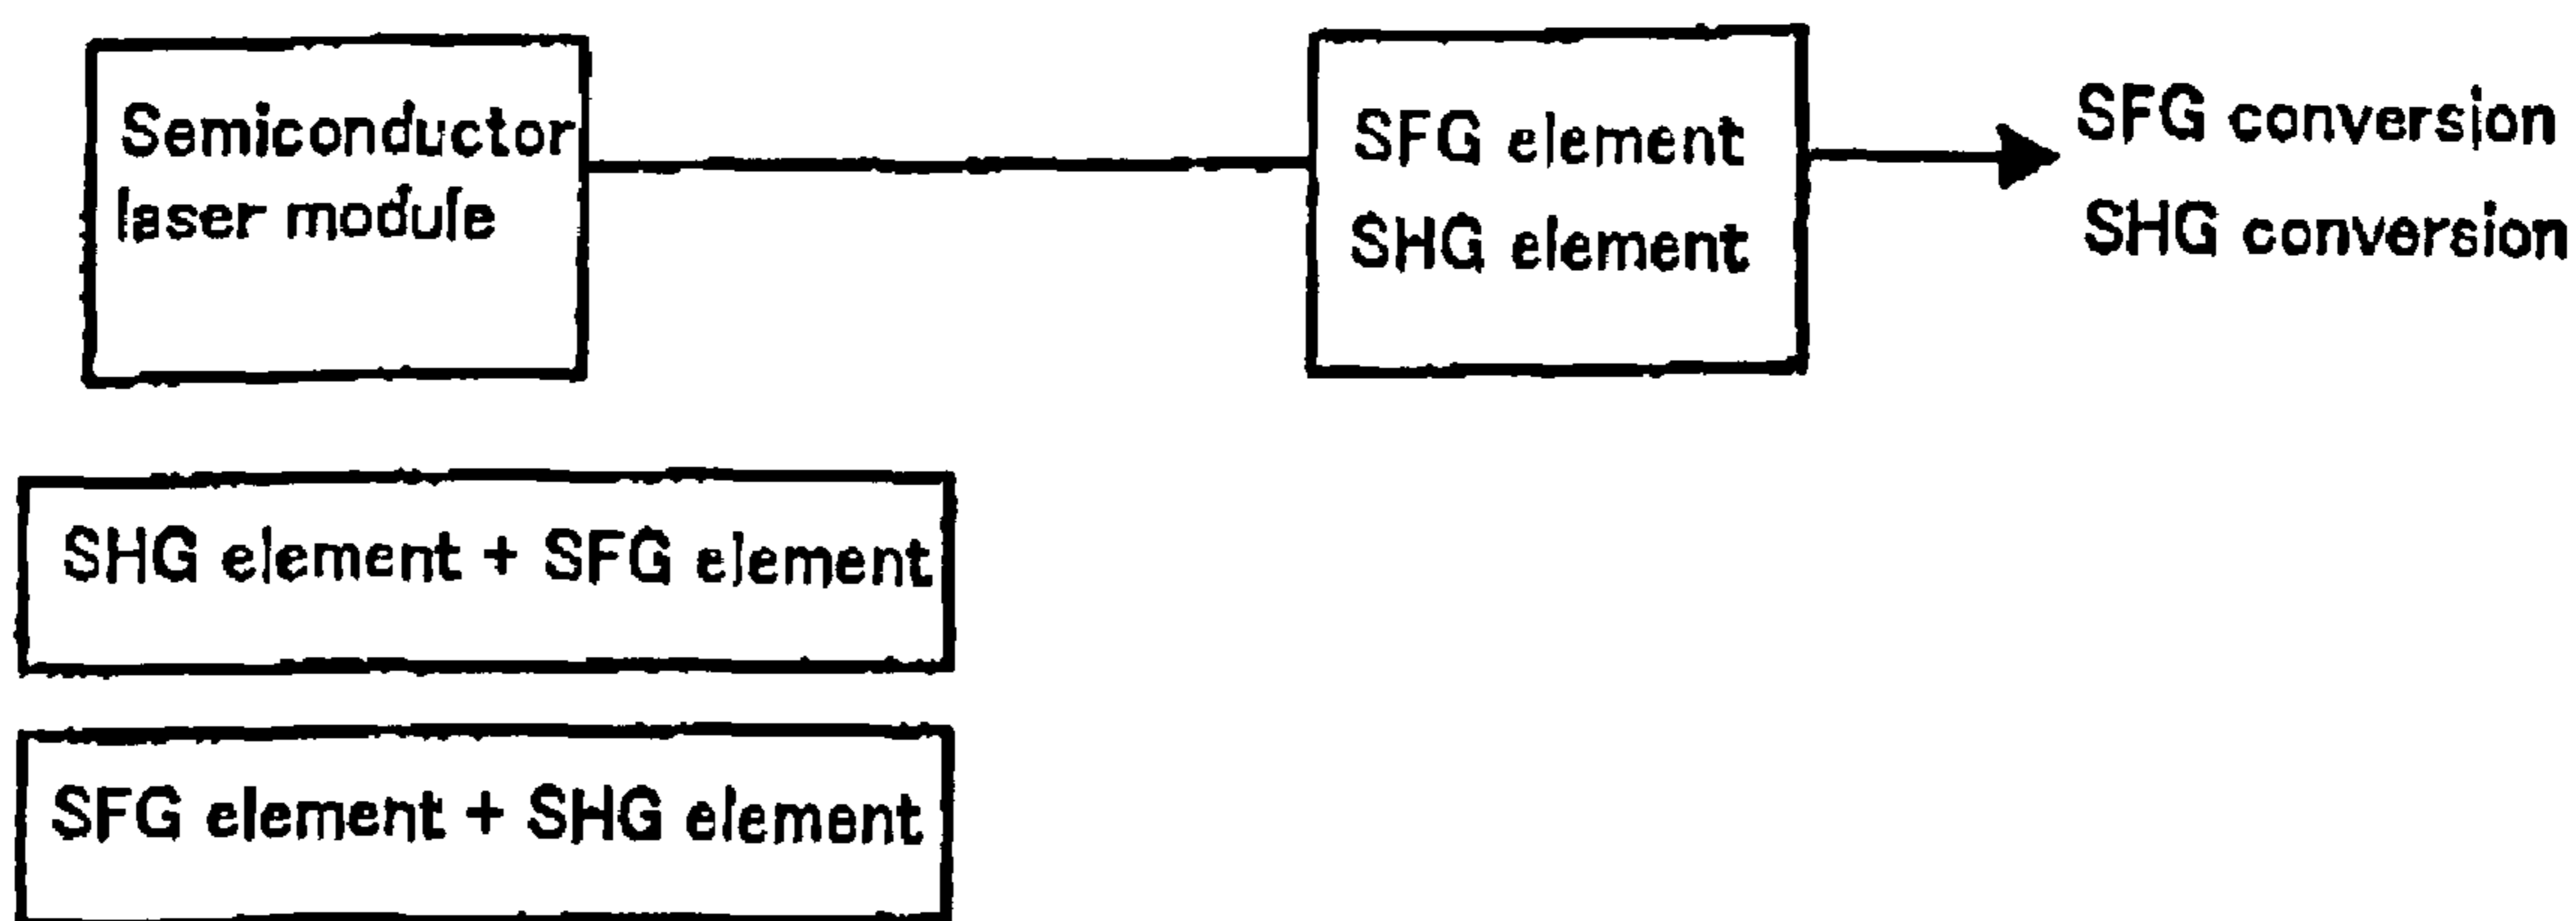 Semiconductor
laser module
SFG element
SHG element
SFG conversion
SHG conversion
SHG element + SFG element
SFG element + SHG element